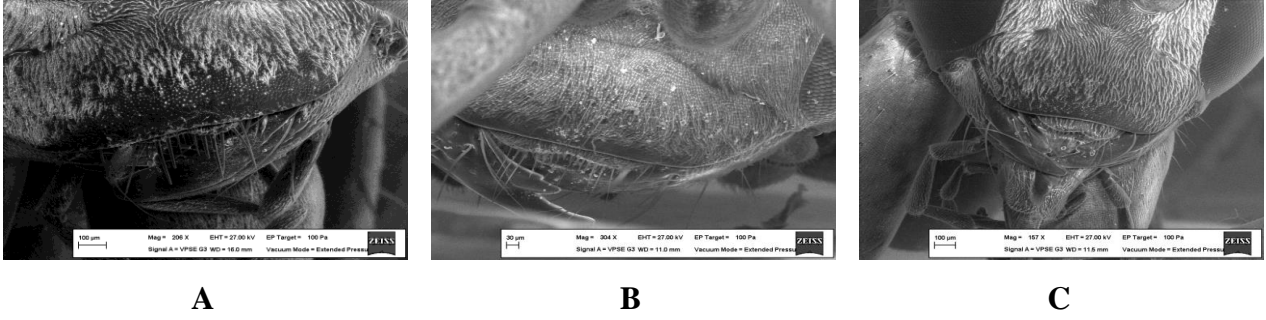 100 µm Mag = 206 X EHT = 27.00 kV EP Target = 100 Pa
Signal A = VPSE G3 WD = 16.0 mm Vacuum Mode = Extended Pressu ZEISS
30 µm Mag = 304 X EHT = 27.00 kV EP Target = 100 Pa
Signal A = VPSE G3 WD = 11.0 mm Vacuum Mode = Extended Pressu ZEISS
100 µm Mag = 157 X EHT = 27.00 kV EP Target = 100 Pa
Signal A = VPSE G3 WD = 11.5 mm Vacuum Mode = Extended Pressu ZEISS
A B C